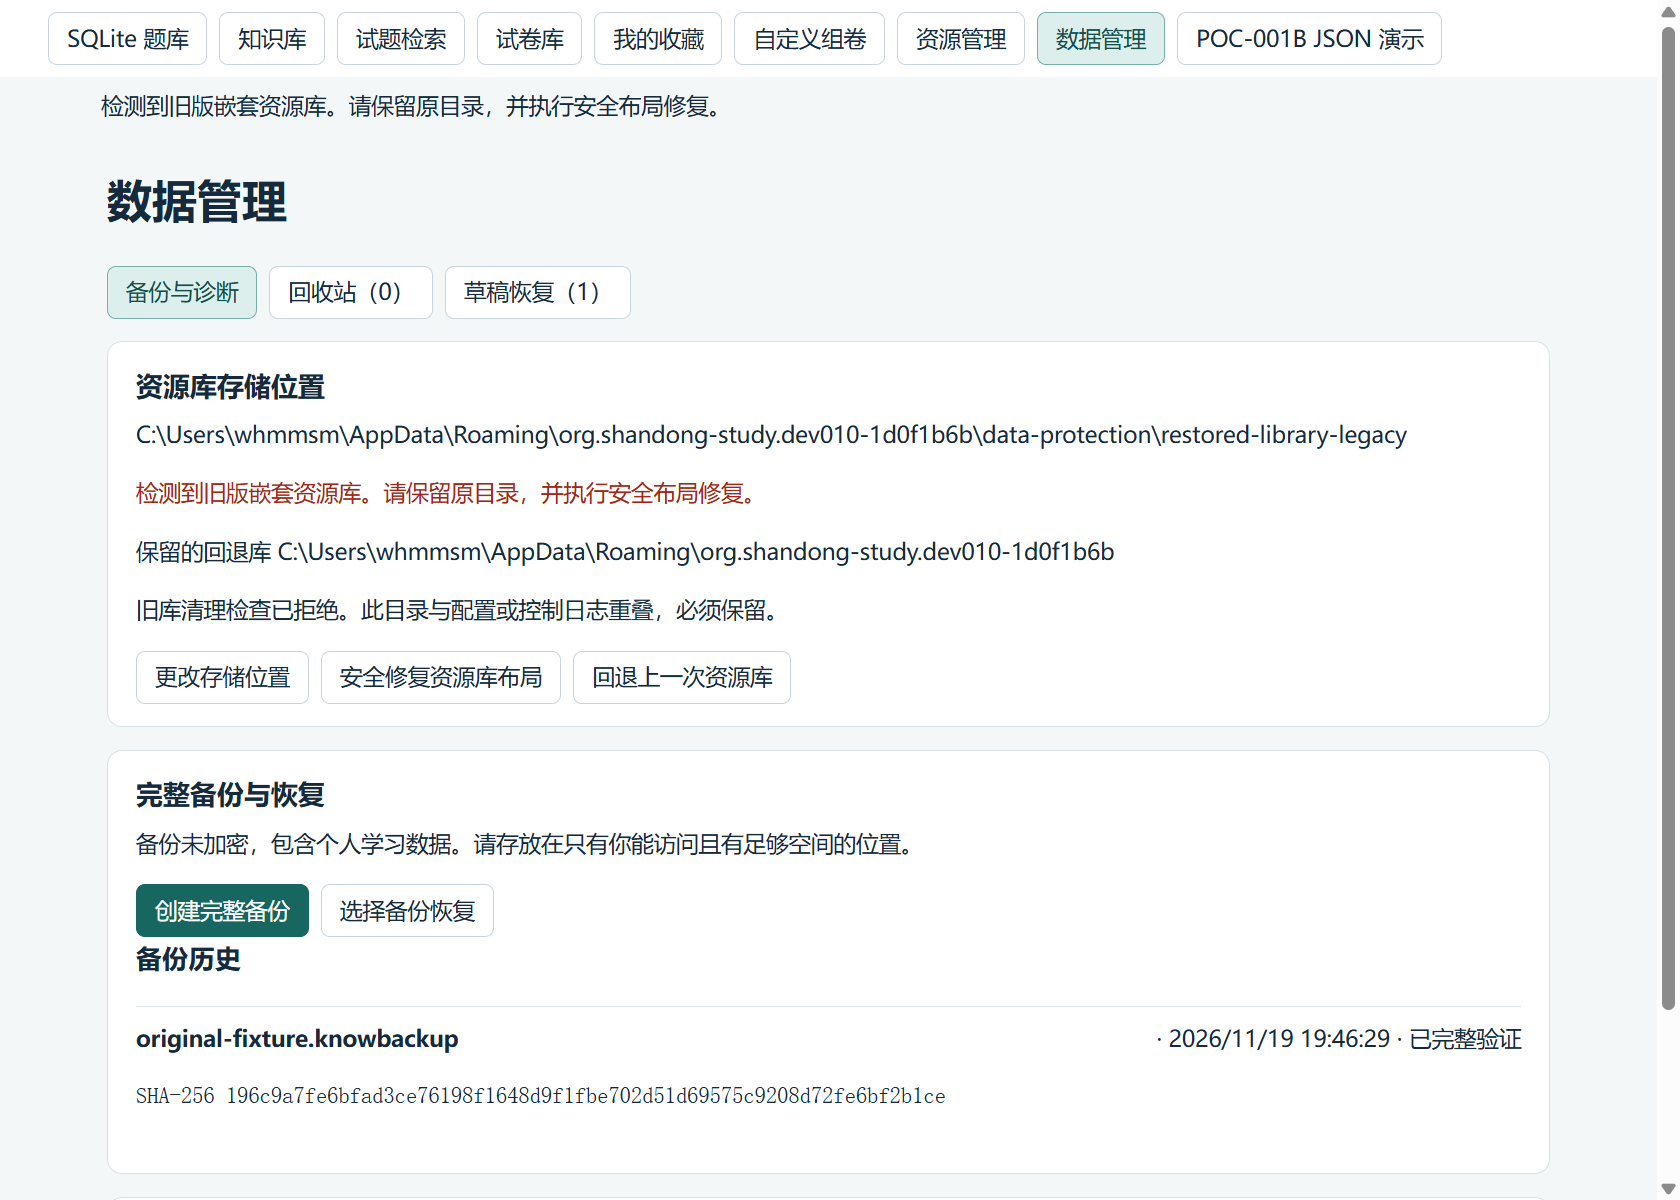 SQLite 题库 知识库 试题检索 试卷库 我的收藏 自定义组卷 资源管理 数据管理 POC-001B JSON 演示
检测到旧版嵌套资源库。请保留原目录，并执行安全布局修复。
数据管理
备份与诊断 回收站（0） 草稿恢复（1）
资源库存储位置
C:\Users\whmmsm\AppData\Roaming\org.shandong-study.dev010-1d0f1b6b\data-protection\restored-library-legacy
检测到旧版嵌套资源库。请保留原目录，并执行安全布局修复。
保留的回退库 C:\Users\whmmsm\AppData\Roaming\org.shandong-study.dev010-1d0f1b6b
旧库清理检查已拒绝。此目录与配置或控制日志重叠，必须保留。
更改存储位置 安全修复资源库布局 回退上一次资源库
完整备份与恢复
备份未加密，包含个人学习数据。请存放在只有你能访问且有足够空间的位置。
创建完整备份 选择备份恢复
备份历史
original-fixture.knowbackup · 2026/11/19 19:46:29 · 已完整验证
SHA-256 196c9a7fe6bfad3ce76198f1648d9f1fbe702d51d69575c9208d72fe6bf2b1ce